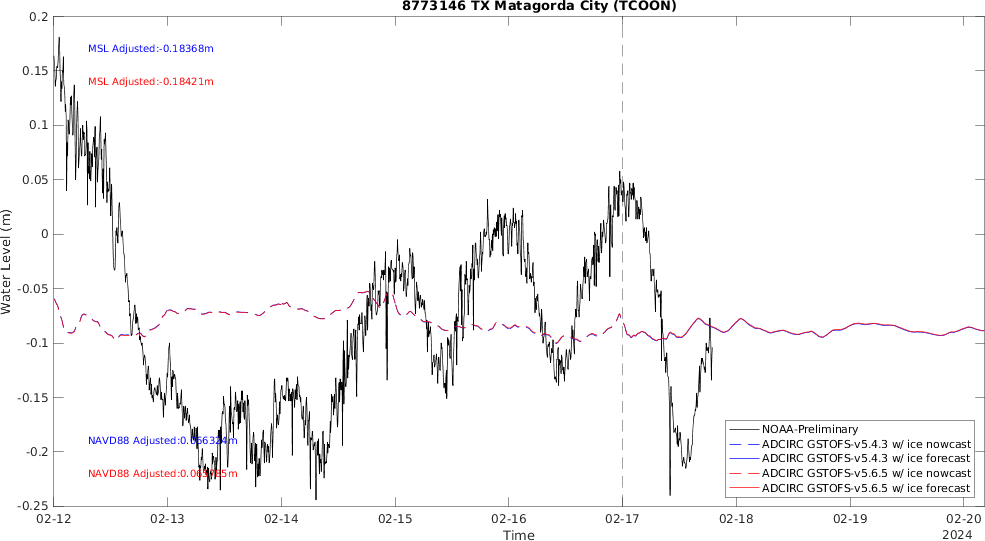 8773146 TX Matagorda City (TCOON)
0.2
0.15
0.1
0.05
0
-0.05
-0.1
-0.15
-0.2
-0.25
Water Level (m)
MSL Adjusted:-0.18368m
MSL Adjusted:-0.18421m
NAVD88 Adjusted:
NAVD88 Adjusted:
NOAA-Preliminary
ADCIRC GSTOFS-v5.4.3 w/ ice nowcast
ADCIRC GSTOFS-v5.4.3 w/ ice forecast
ADCIRC GSTOFS-v5.6.5 w/ ice nowcast
ADCIRC GSTOFS-v5.6.5 w/ ice forecast
02-12
02-13
02-14
02-15
02-16
02-17
02-18
02-19
02-20
Time
2024